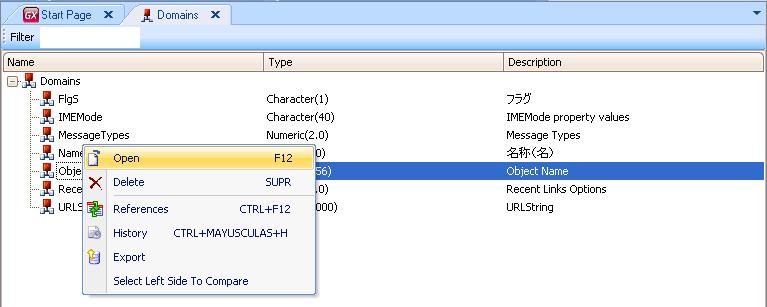 GX Start Page X Domains X
Filter
Name Type Description
Domains
FlgS Character(1) フラグ
IMEMode Character(40) IMEMode property values
MessageTypes Numeric(2.0) Message Types
Name 0) 名称(名)
Objec 56) Object Name
Recen .0) Recent Links Options
URLS 000) URLString
Open F12
Delete SUPR
References CTRL+F12
History CTRL+MAYUSCULAS+H
Export
Select Left Side To Compare